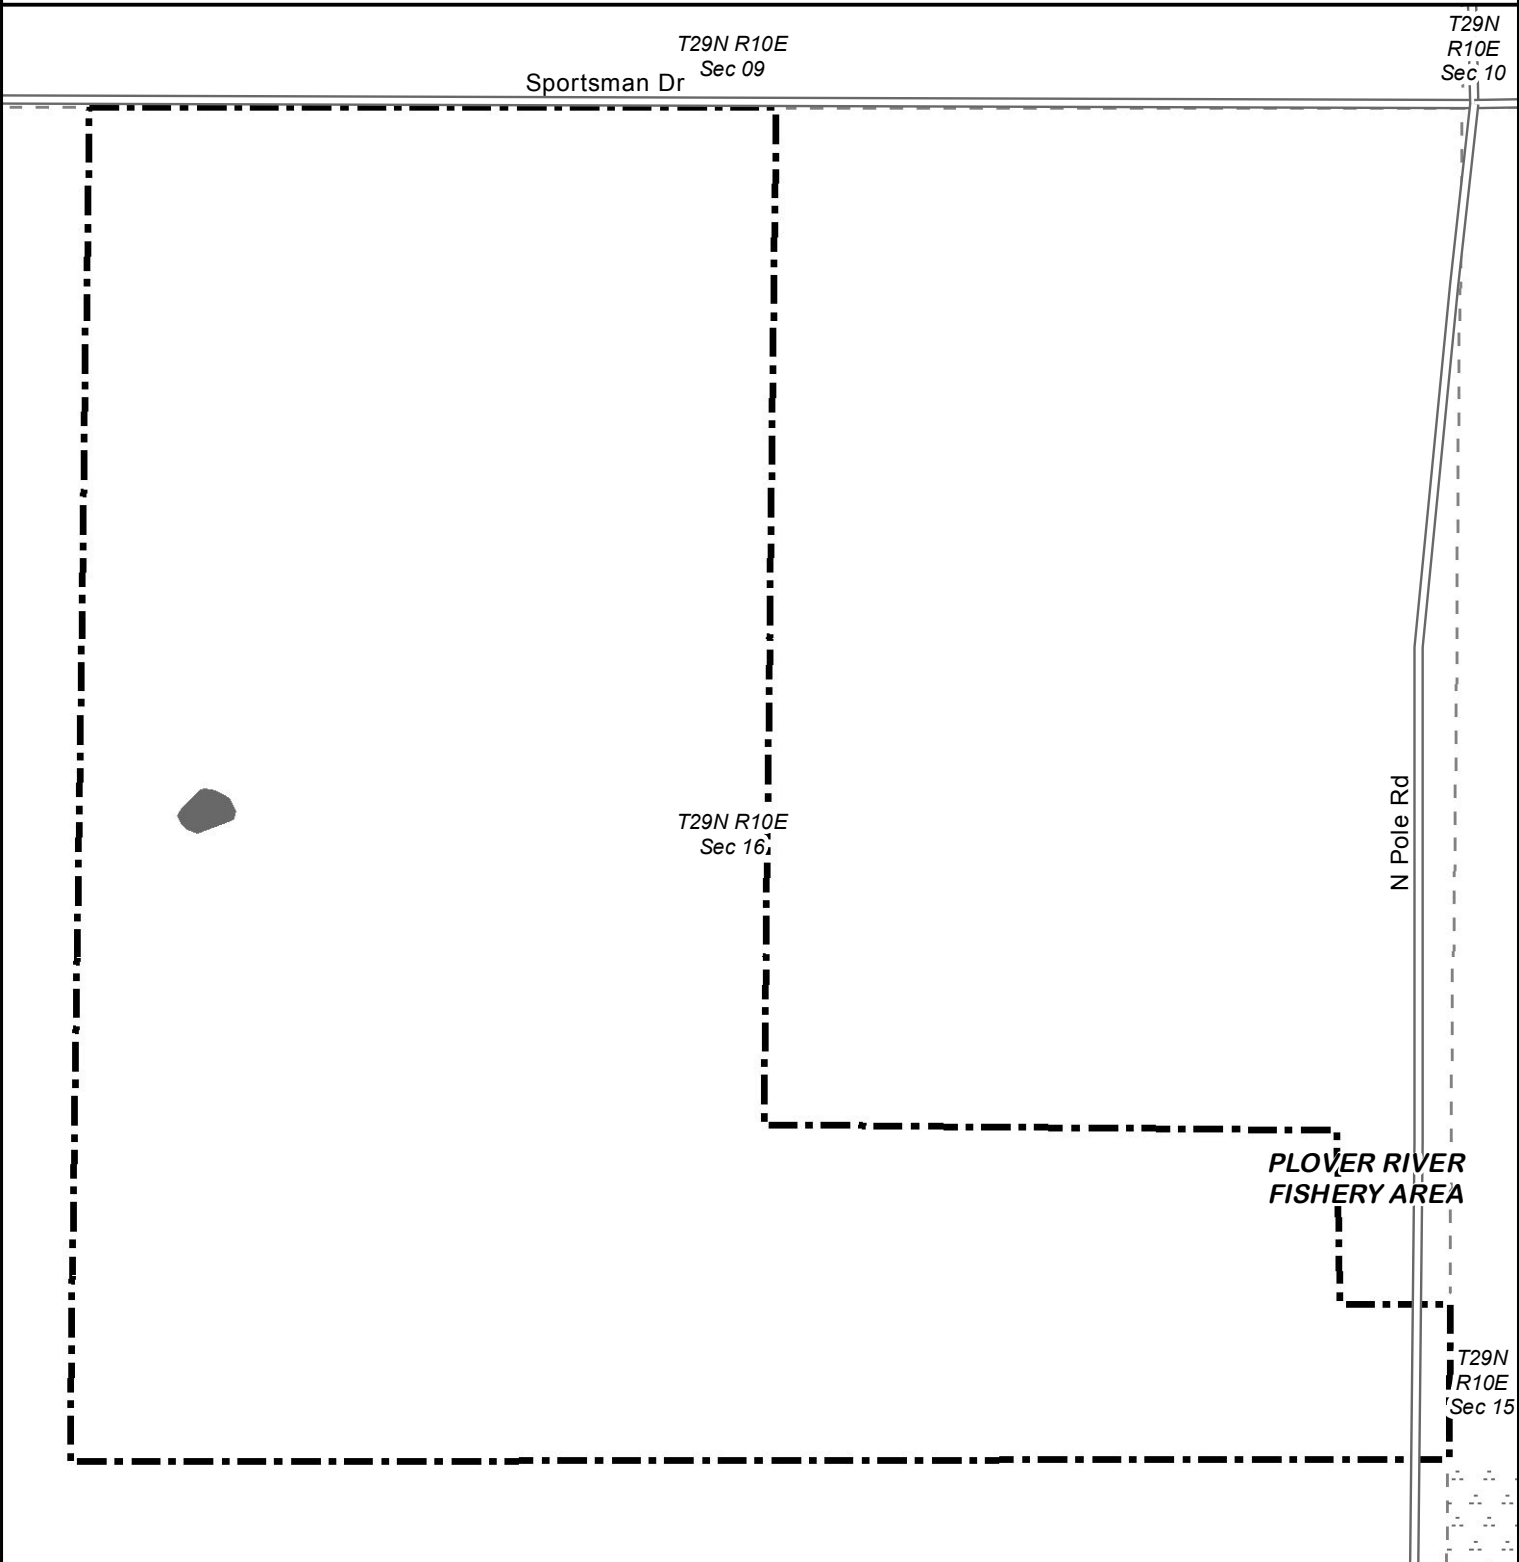 T29N R10E
Sec 09
T29N
R10E
Sec 10
Sportsman Dr
T29N R10E
Sec 16
N Pole Rd
PLOVER RIVER
FISHERY AREA
T29N
R10E
Sec 15